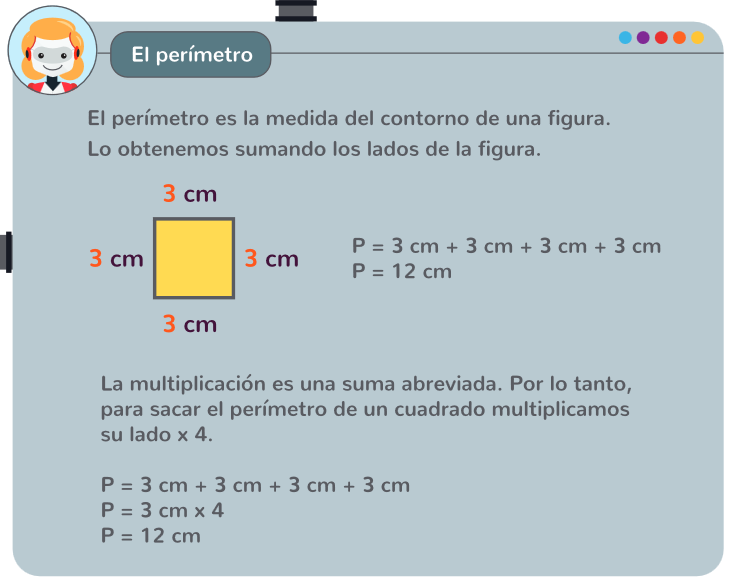 El perímetro
El perímetro es la medida del contorno de una figura.
Lo obtenemos sumando los lados de la figura.
3 cm
3 cm
3 cm
3 cm
P = 3 cm + 3 cm + 3 cm + 3 cm
P = 12 cm
La multiplicación es una suma abreviada. Por lo tanto,
para sacar el perímetro de un cuadrado multiplicamos
su lado x 4.
P = 3 cm + 3 cm + 3 cm + 3 cm
P = 3 cm x 4
P = 12 cm